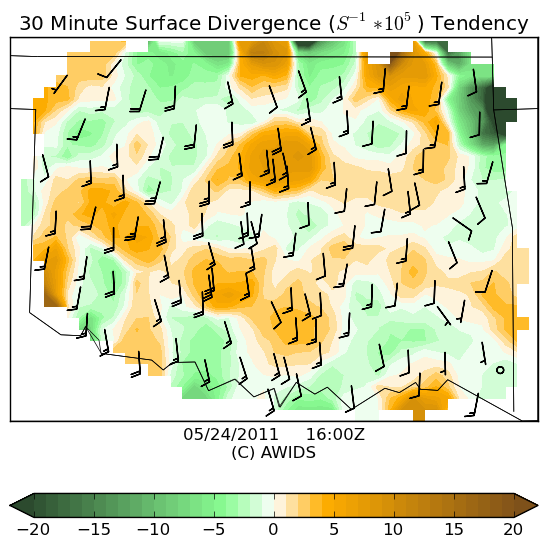 30 Minute Surface Divergence (S⁻¹ * 10⁵ ) Tendency
05/24/2011 16:00Z
(C) AWIDS
−20 −15 −10 −5 0 5 10 15 20